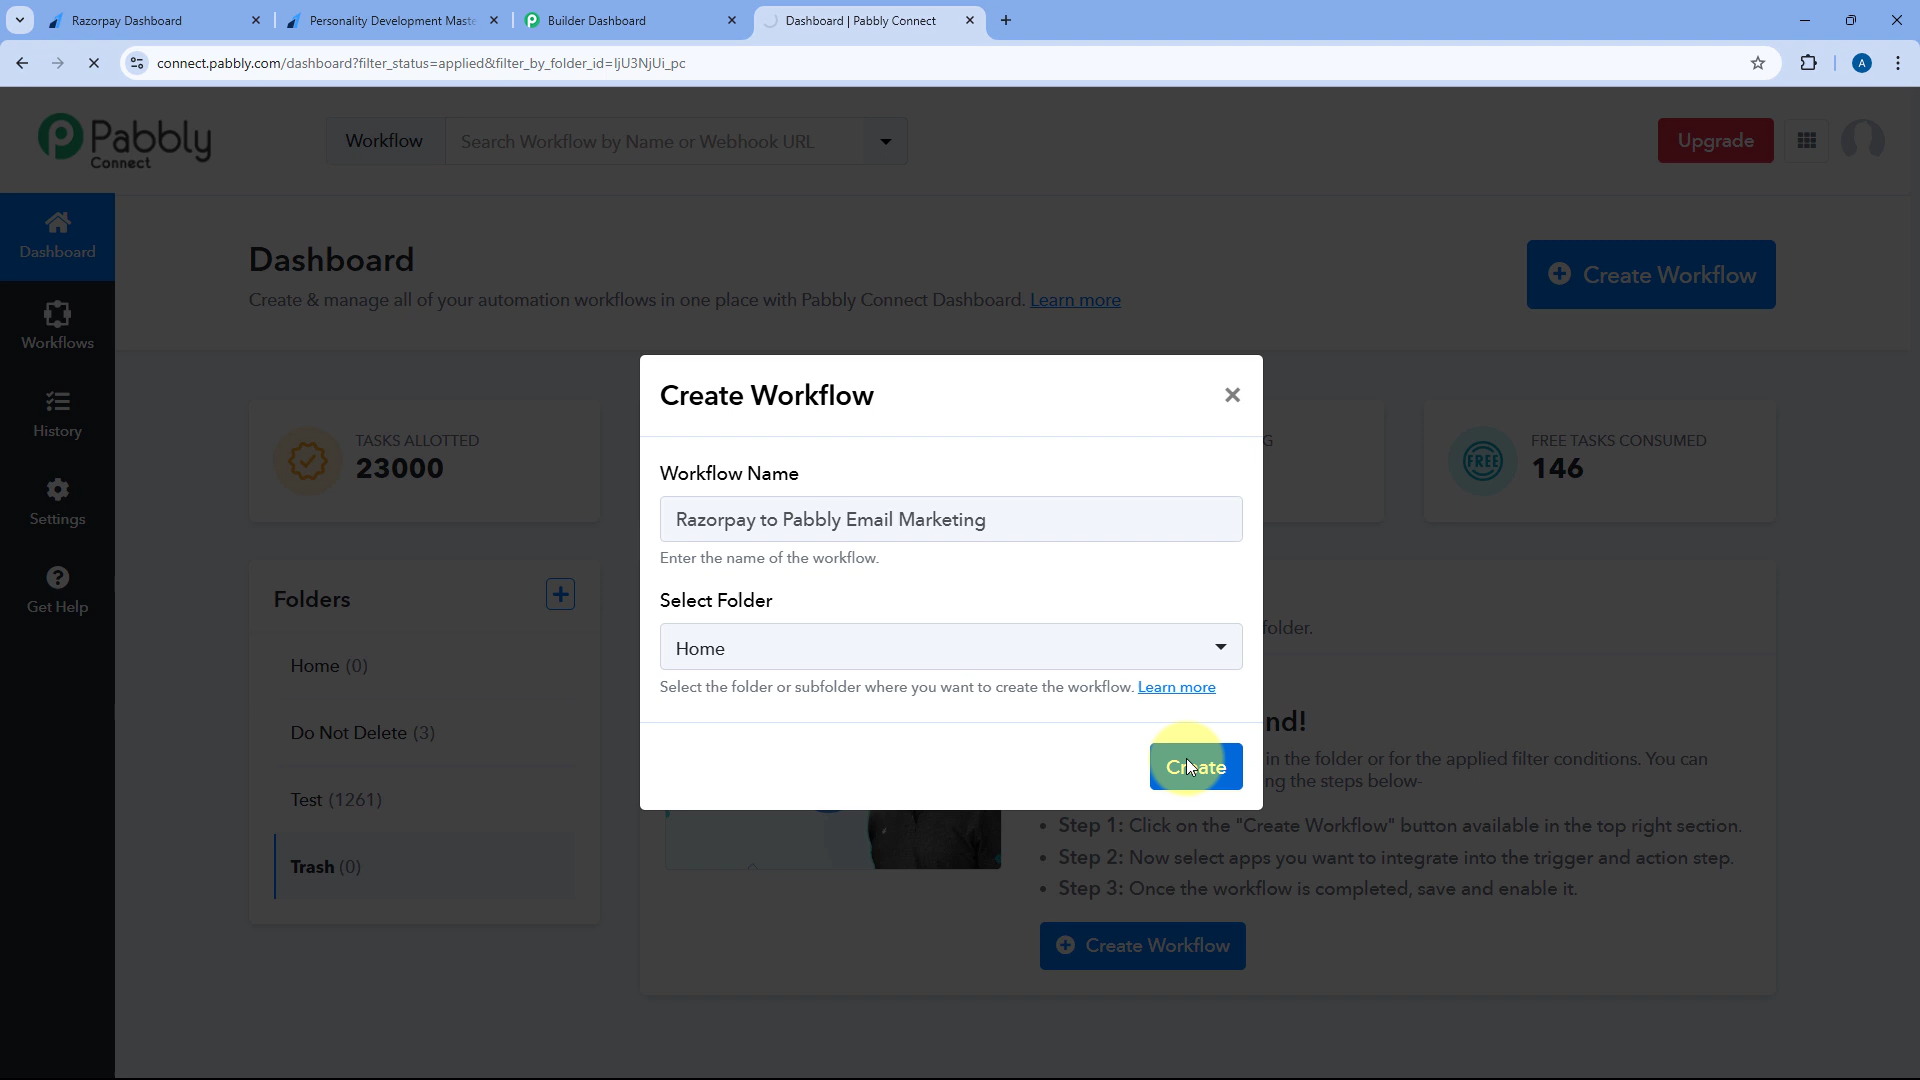 Razorpay Dashboard
Personality Development Maste
Builder Dashboard
Dashboard | Pabbly Connect
connect.pabbly.com/dashboard?filter_status=applied&filter_by_folder_id=IjU3NjUi_pc
A
Pabbly
Connect
Workflow
Search Workflow by Name or Webhook URL
Upgrade
Dashboard
Workflows
History
Settings
Get Help
Dashboard
Create & manage all of your automation workflows in one place with Pabbly Connect Dashboard. Learn more
Create Workflow
TASKS ALLOTTED
23000
G
FREE
FREE TASKS CONSUMED
146
Folders
Home (0)
Do Not Delete (3)
Test (1261)
Trash (0)
Create Workflow
Workflow Name
Razorpay to Pabbly Email Marketing
Enter the name of the workflow.
Select Folder
Home
Select the folder or subfolder where you want to create the workflow. Learn more
Create
folder.
nd!
in the folder or for the applied filter conditions. You can
ng the steps below-
• Step 1: Click on the "Create Workflow" button available in the top right section.
• Step 2: Now select apps you want to integrate into the trigger and action step.
• Step 3: Once the workflow is completed, save and enable it.
Create Workflow